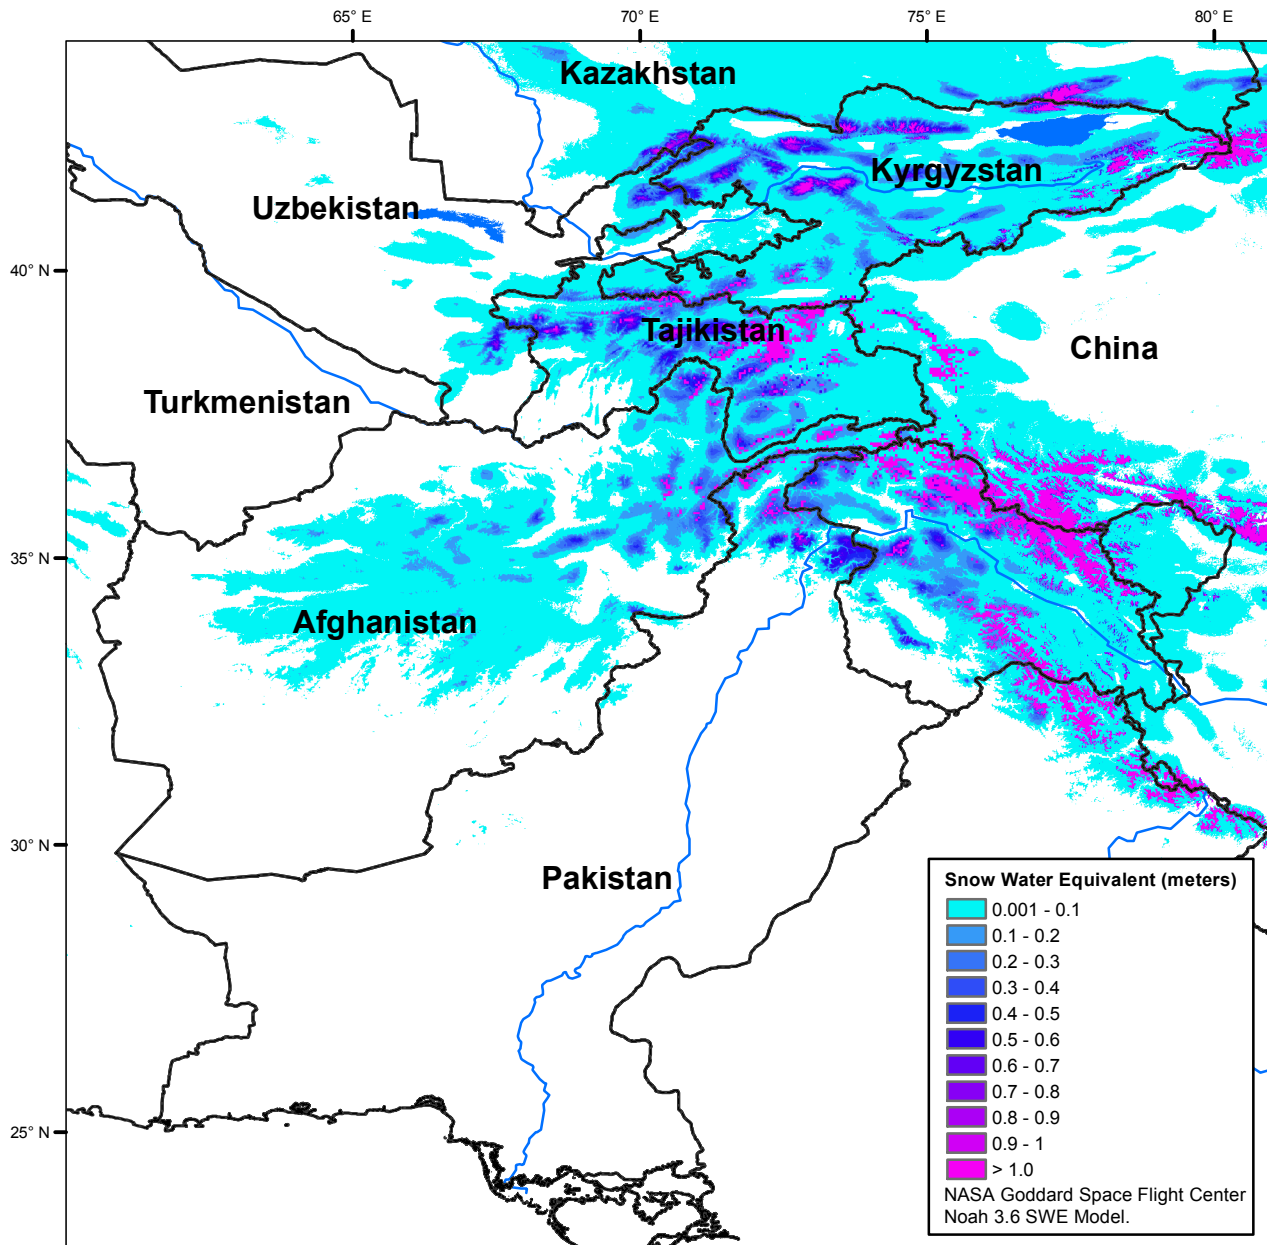 65° E
70° E
75° E
80° E
Kazakhstan
Kyrgyzstan
Uzbekistan
40° N
Tajikistan
China
Turkmenistan
35° N
Afghanistan
30° N
Pakistan
25° N
Snow Water Equivalent (meters)
0.001 - 0.1
0.1 - 0.2
0.2 - 0.3
0.3 - 0.4
0.4 - 0.5
0.5 - 0.6
0.6 - 0.7
0.7 - 0.8
0.8 - 0.9
0.9 - 1
> 1.0
NASA Goddard Space Flight Center
Noah 3.6 SWE Model.